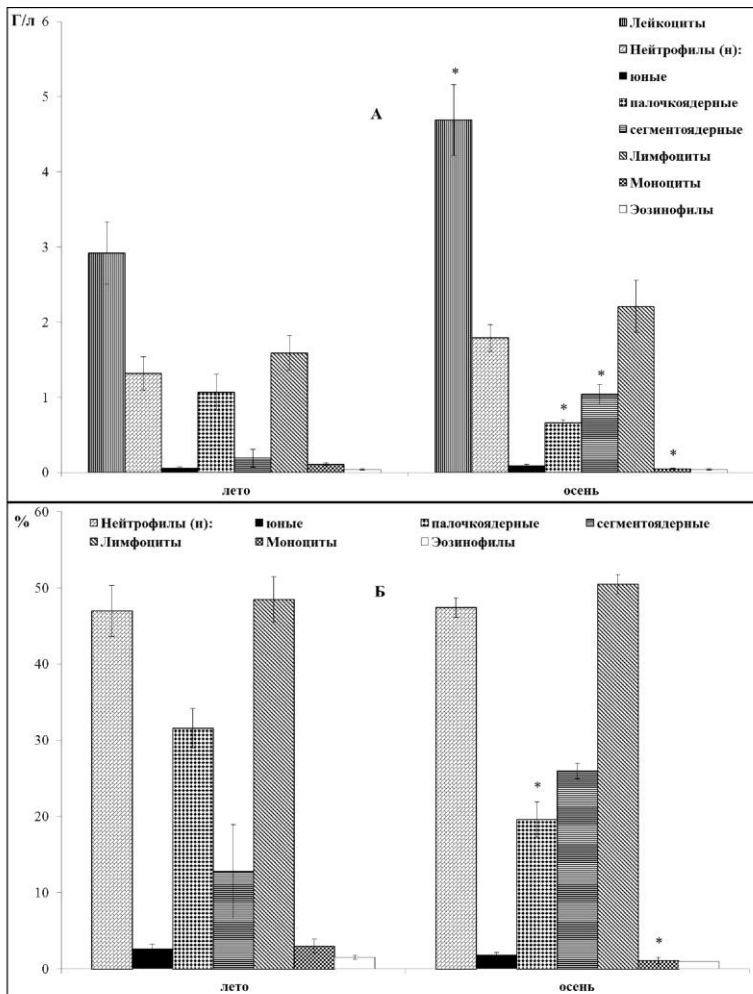 Г/л
6
5
4
3
2
1
0
А
Лейкоциты
Нейтрофилы (н):
юные
палочкоядерные
сегментоядерные
Лимфоциты
Моноциты
Эозинофилы
*
*
*
*
лето осень
%
60
50
40
30
20
10
0
Нейтрофилы (н): юные палочкоядерные сегментоядерные
Лимфоциты Моноциты Эозинофилы
Б
*
*
лето осень